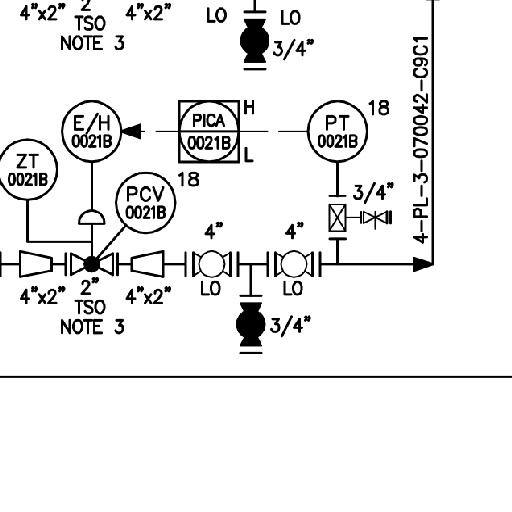 4"x2" 2" 4"x2"
TSO
NOTE 3
LO LO
3/4"
E/H
0021B
PICA
0021B
H
L
PT
0021B
18
ZT
0021B
PCV
0021B
18
3/4"
4-PL-3-070042-C9C1
4" 4"
LO LO
4"x2" 2" 4"x2"
TSO
NOTE 3
3/4"